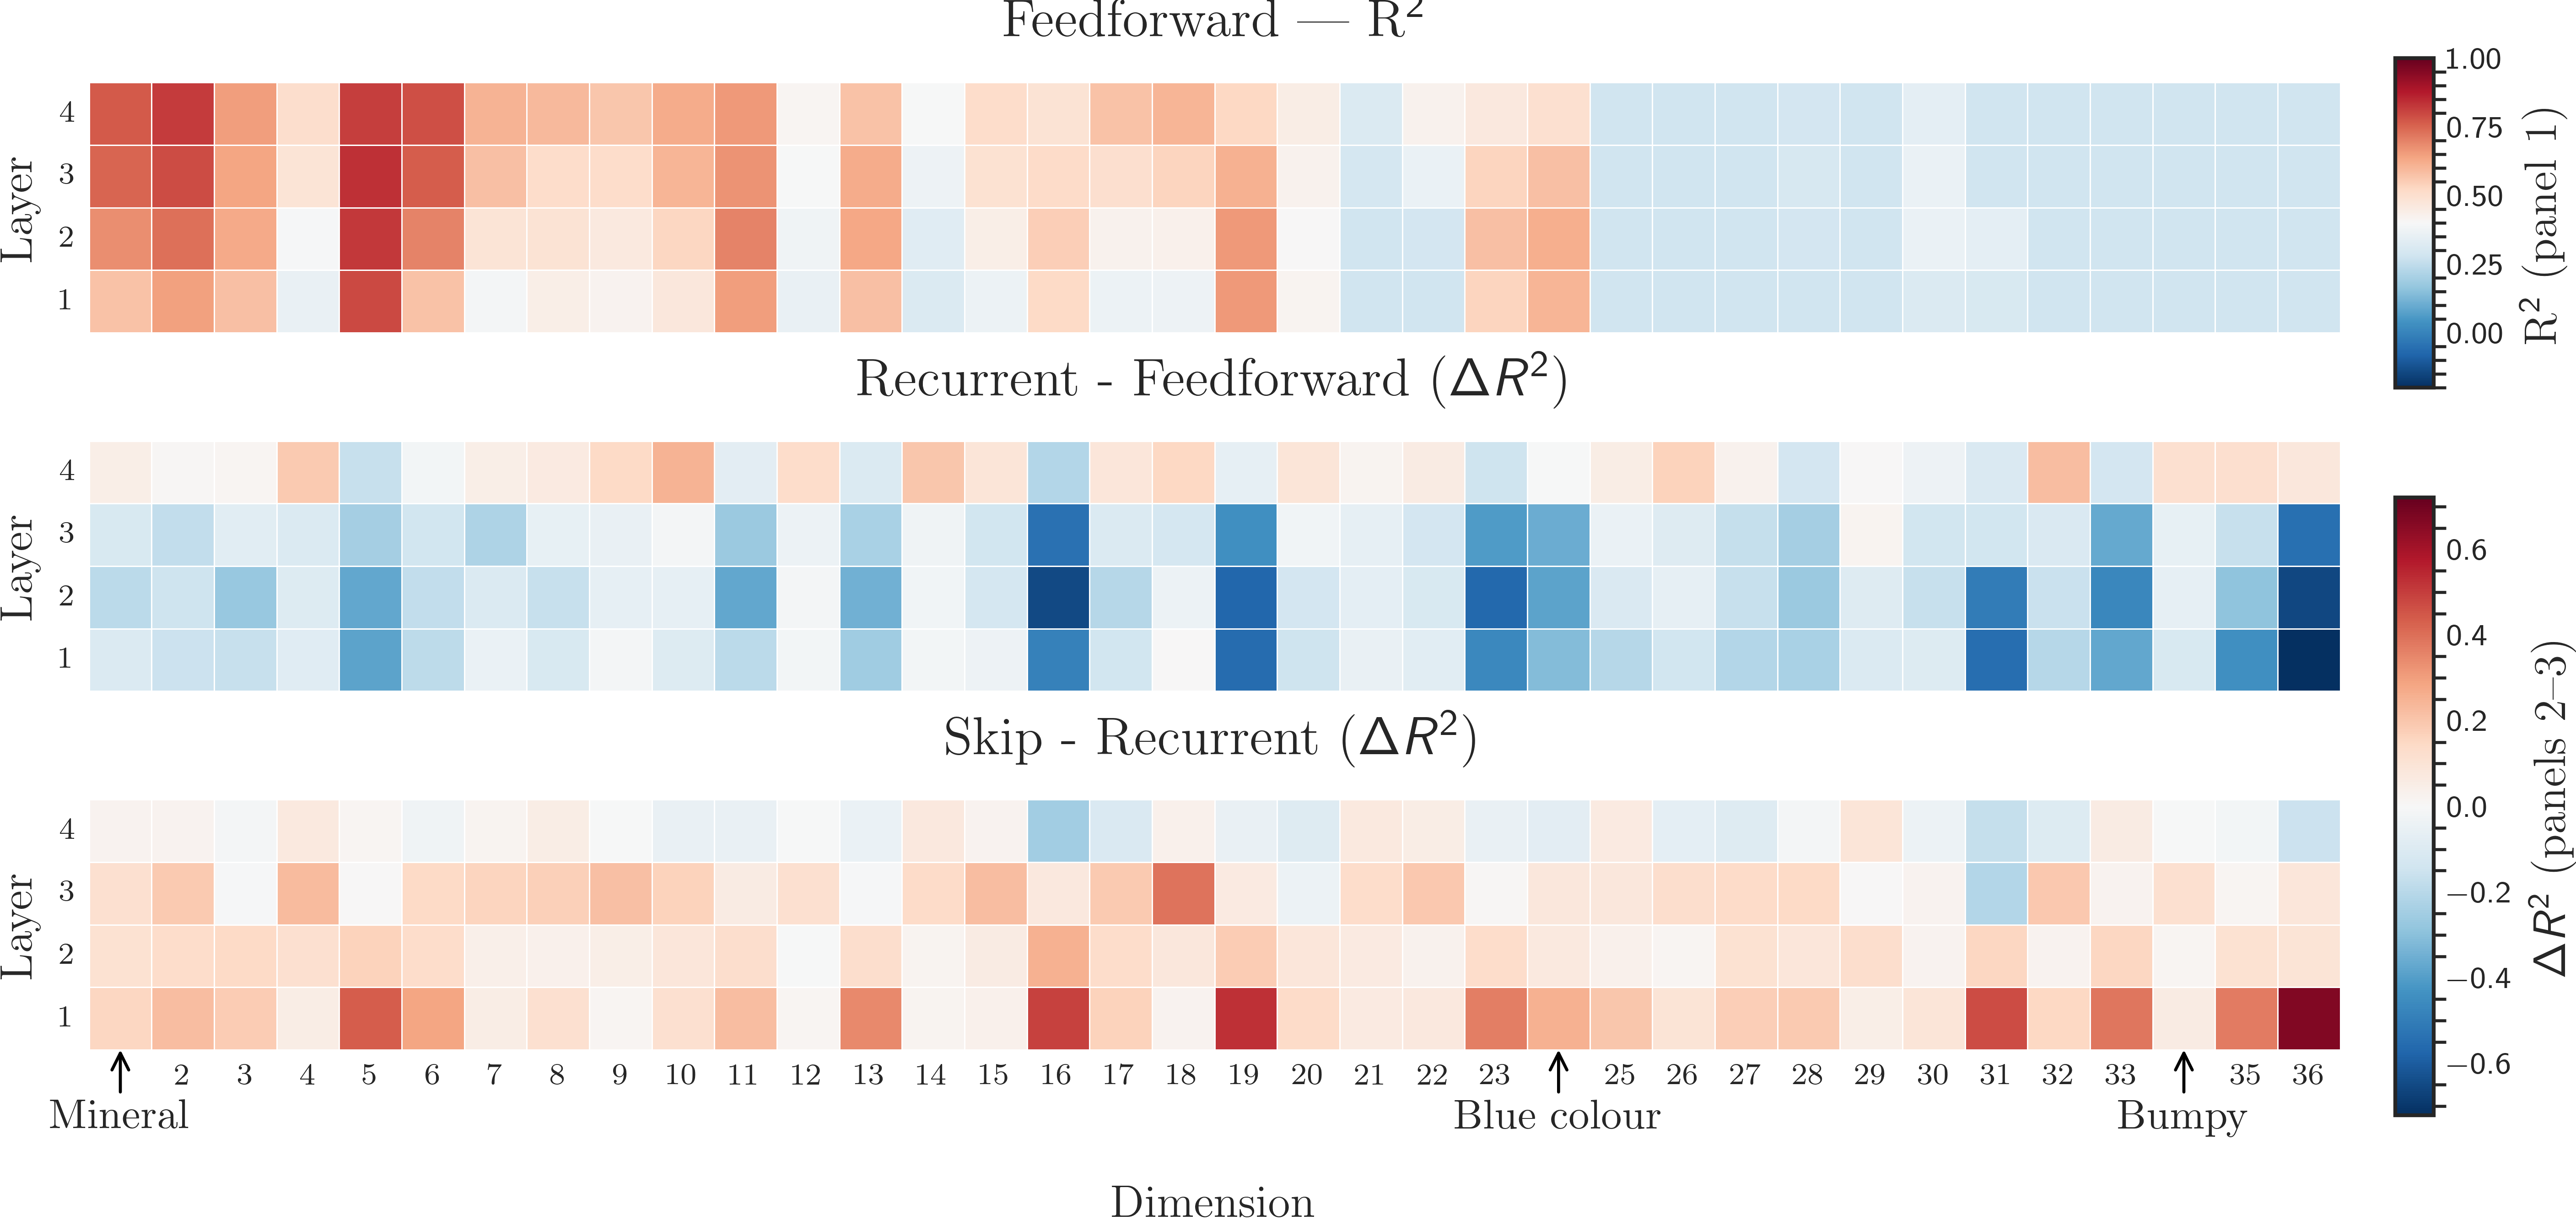 Feedforward — R²
1.00
0.75
0.50
0.25
0.00
R² (panel 1)
Layer
4
3
2
1
Recurrent - Feedforward (ΔR²)
Layer
4
3
2
1
0.6
0.4
0.2
0.0
−0.2
−0.4
−0.6
ΔR² (panels 2–3)
Skip - Recurrent (ΔR²)
Layer
4
3
2
1
2 3 4 5 6 7 8 9 10 11 12 13 14 15 16 17 18 19 20 21 22 23 25 26 27 28 29 30 31 32 33 35 36
Mineral Blue colour Bumpy
Dimension